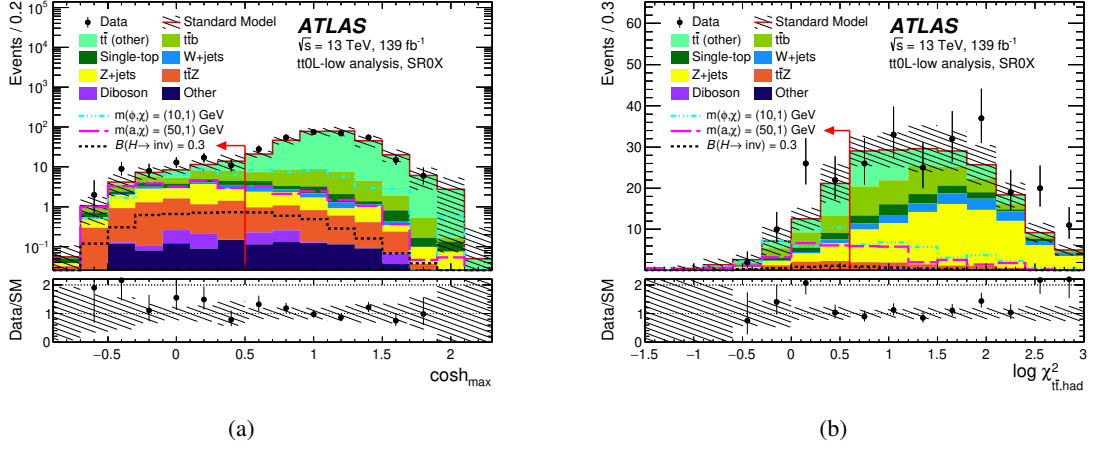 Events / 0.2
10⁵
10⁴
10³
10²
10
1
10⁻¹
Data
Standard Model
tt̄ (other)
tt̄b
Single-top
W+jets
Z+jets
tt̄Z
Diboson
Other
m(ϕ,χ) = (10,1) GeV
m(a,χ) = (50,1) GeV
B(H→ inv) = 0.3
ATLAS
√s = 13 TeV, 139 fb⁻¹
tt0L-low analysis, SR0X
Data/SM
2
1
0
−0.5 0 0.5 1 1.5 2
cosh_max
(a)
Events / 0.3
60
50
40
30
20
10
Data
Standard Model
tt̄ (other)
tt̄b
Single-top
W+jets
Z+jets
tt̄Z
Diboson
Other
m(ϕ,χ) = (10,1) GeV
m(a,χ) = (50,1) GeV
B(H→ inv) = 0.3
ATLAS
√s = 13 TeV, 139 fb⁻¹
tt0L-low analysis, SR0X
Data/SM
2
1
0
−1.5 −1 −0.5 0 0.5 1 1.5 2 2.5 3
log χ²_tt̄,had
(b)